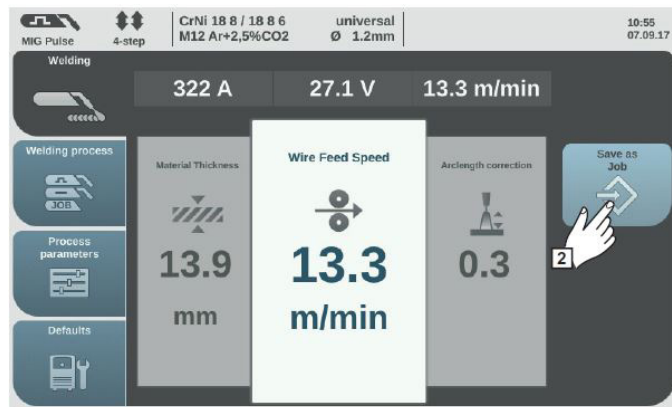 MIG Pulse
4-step
CrNi 18 8 / 18 8 6 universal
M12 Ar+2,5%CO2 Ø 1.2mm
10:55
07.09.17
Welding
322 A 27.1 V 13.3 m/min
Welding process
JOB
Process
parameters
Defaults
Material Thickness
13.9
mm
Wire Feed Speed
13.3
m/min
Arclength correction
0.3
Save as
Job
2